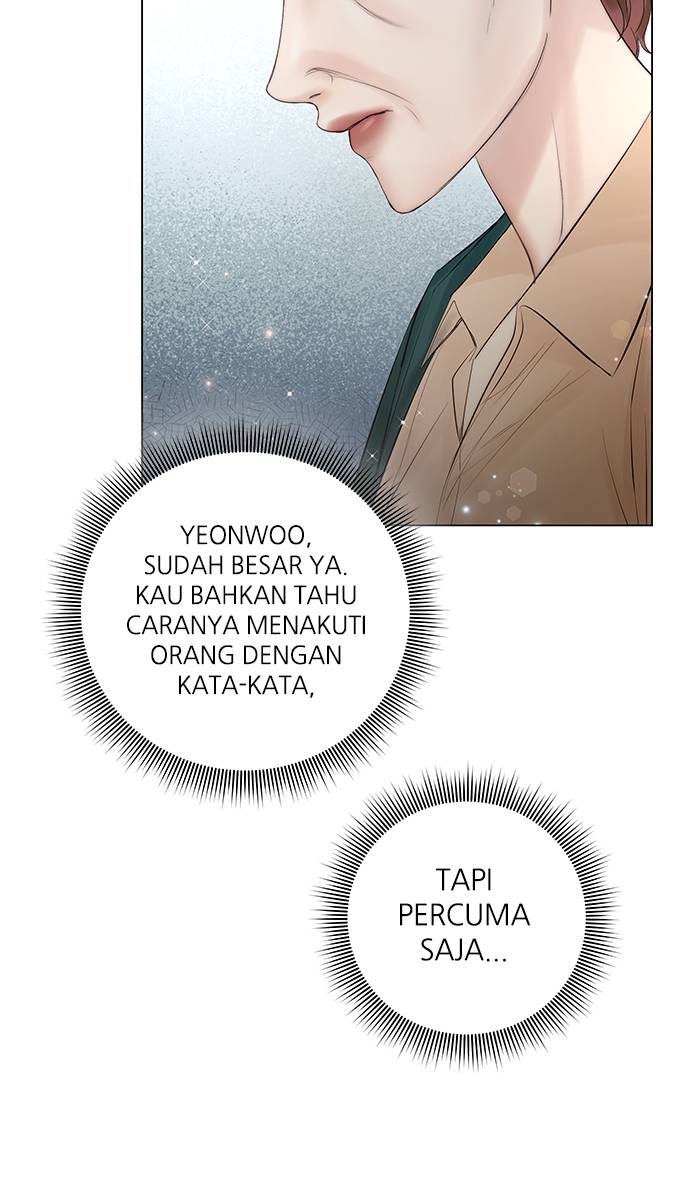 YEONWOO,
SUDAH BESAR YA.
KAU BAHKAN TAHU
CARANYA MENAKUTI
ORANG DENGAN
KATA-KATA,
TAPI
PERCUMA
SAJA...